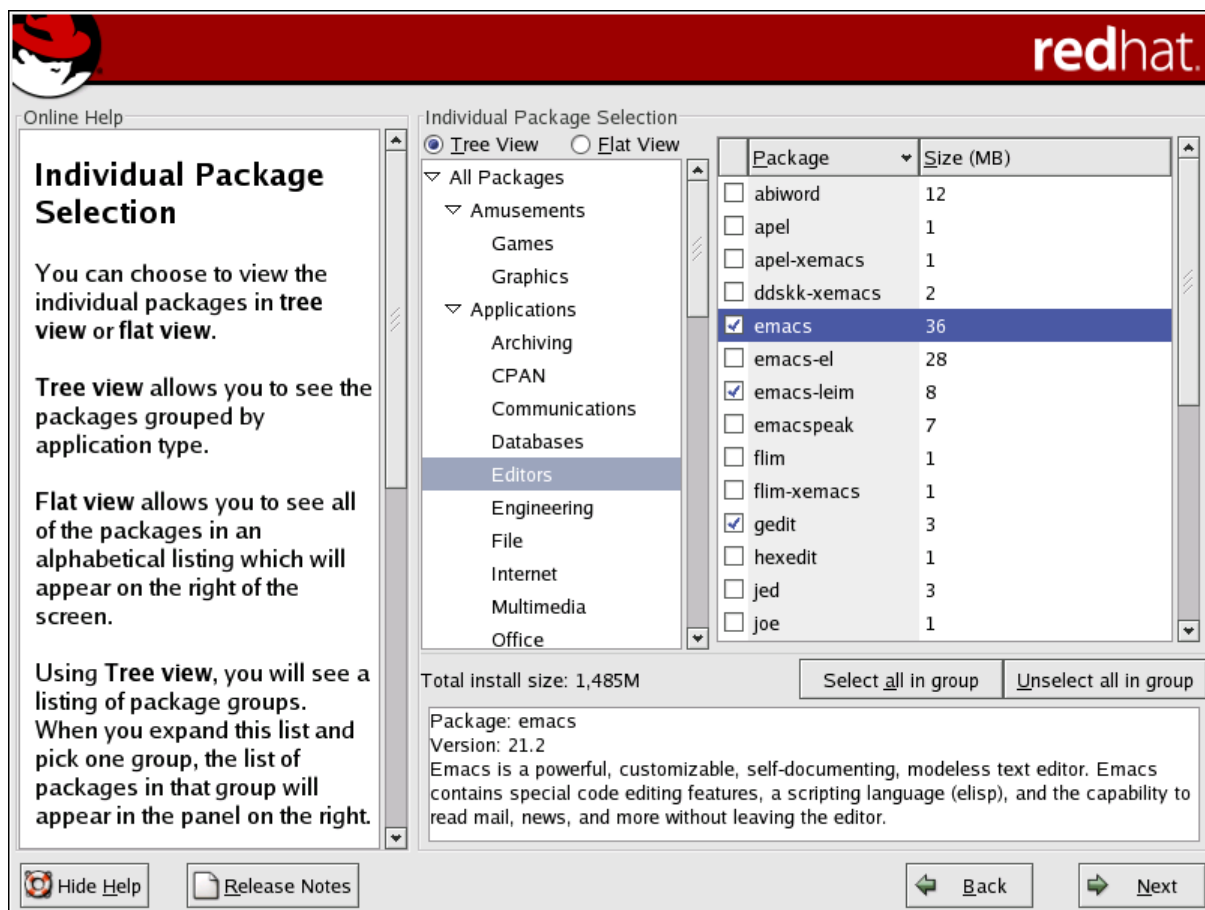 redhat.
Online Help
Individual Package
Selection
You can choose to view the
individual packages in tree
view or flat view.
Tree view allows you to see the
packages grouped by
application type.
Flat view allows you to see all
of the packages in an
alphabetical listing which will
appear on the right of the
screen.
Using Tree view, you will see a
listing of package groups.
When you expand this list and
pick one group, the list of
packages in that group will
appear in the panel on the right.
Individual Package Selection
Tree View Flat View
All Packages
Amusements
Games
Graphics
Applications
Archiving
CPAN
Communications
Databases
Editors
Engineering
File
Internet
Multimedia
Office
Package Size (MB)
abiword 12
apel 1
apel-xemacs 1
ddskk-xemacs 2
emacs 36
emacs-el 28
emacs-leim 8
emacspeak 7
flim 1
flim-xemacs 1
gedit 3
hexedit 1
jed 3
joe 1
Total install size: 1,485M
Select all in group Unselect all in group
Package: emacs
Version: 21.2
Emacs is a powerful, customizable, self-documenting, modeless text editor. Emacs
contains special code editing features, a scripting language (elisp), and the capability to
read mail, news, and more without leaving the editor.
Hide Help Release Notes Back Next